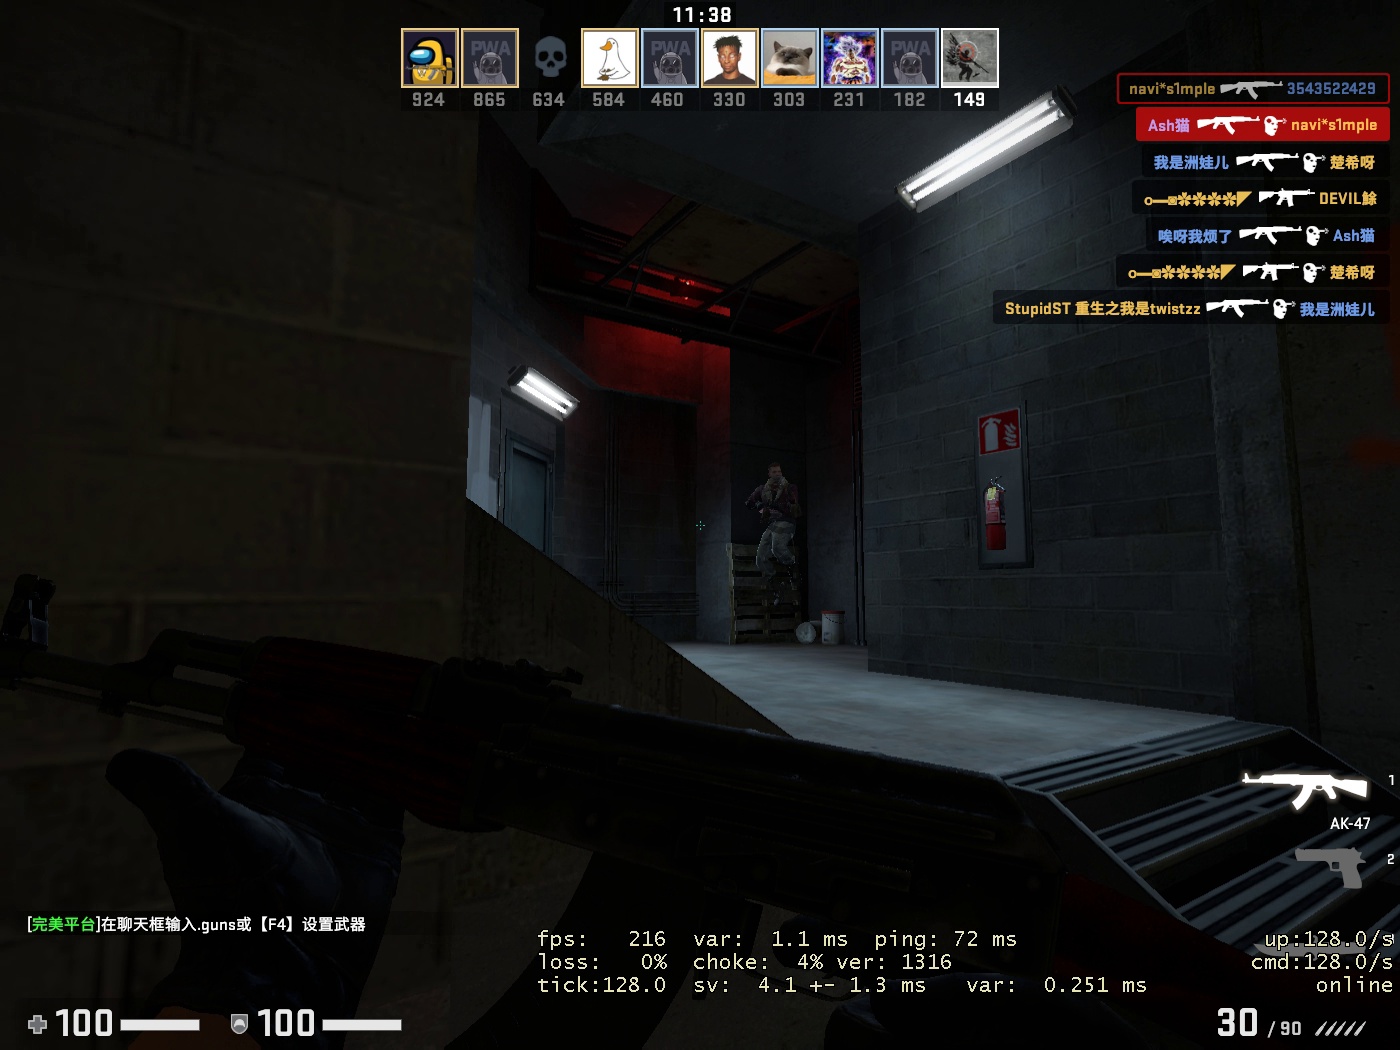 11:38
PWA PWA PWA
924 865 634 584 460 330 303 231 182 149
navi*s1mple 3543522429
Ash猫 navi*s1mple
我是洲娃儿 楚希呀
DEVIL鮽
唉呀我烦了 Ash猫
楚希呀
StupidST 重生之我是twistzz 我是洲娃儿
1
AK-47
2
[完美平台]在聊天框输入.guns或【F4】设置武器
fps: 216 var: 1.1 ms ping: 72 ms
loss: 0% choke: 4% ver: 1316
tick:128.0 sv: 4.1 +- 1.3 ms var: 0.251 ms
up:128.0/s
cmd:128.0/s
online
100 100
30 / 90